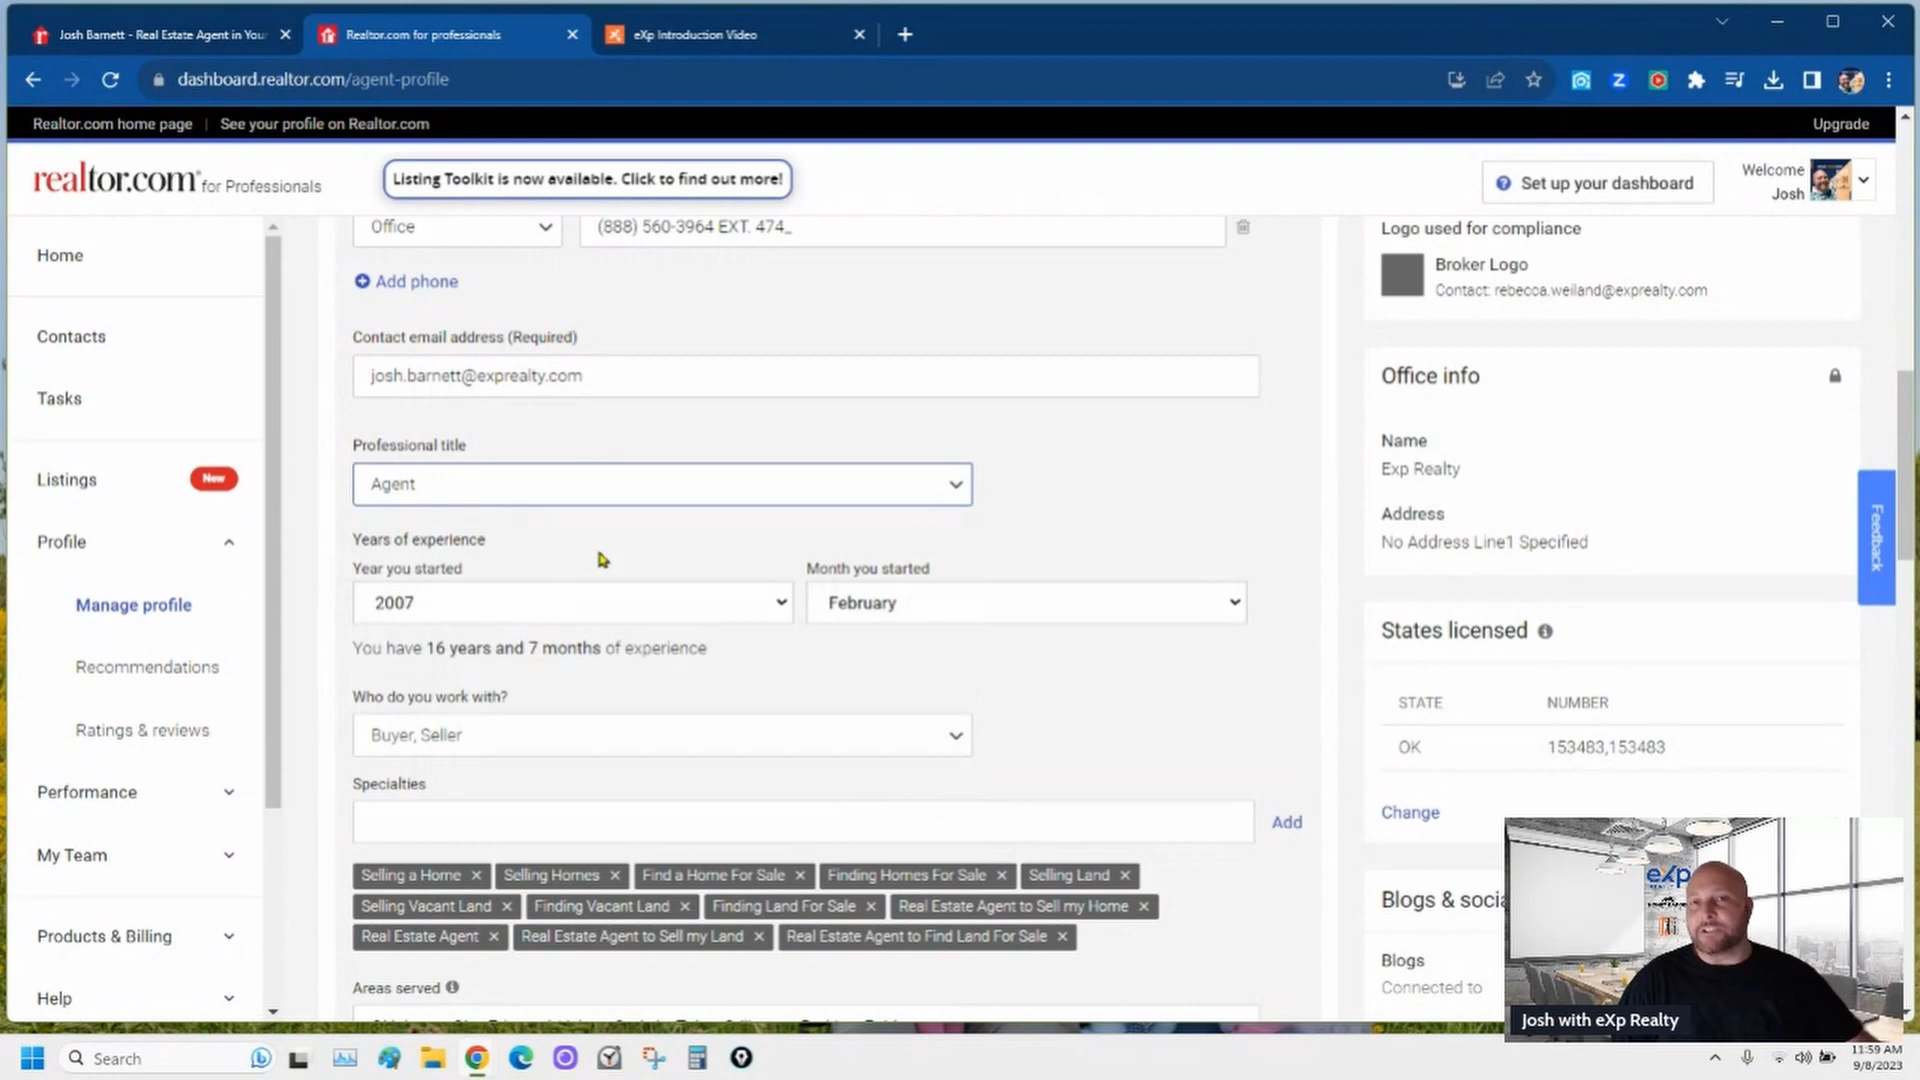 Josh Barnett - Real Estate Agent in Your
Realtor.com for professionals
eXp Introduction Video
dashboard.realtor.com/agent-profile
Realtor.com home page | See your profile on Realtor.com
Upgrade
realtor.com® for Professionals
Listing Toolkit is now available. Click to find out more!
Set up your dashboard
Welcome
Josh
Home
Contacts
Tasks
Listings New
Profile
Manage profile
Recommendations
Ratings & reviews
Performance
My Team
Products & Billing
Help
Office (888) 560-3964 EXT. 474_
Add phone
Contact email address (Required)
josh.barnett@exprealty.com
Professional title
Agent
Years of experience
Year you started Month you started
2007 February
You have 16 years and 7 months of experience
Who do you work with?
Buyer, Seller
Specialties
Add
Selling a Home × Selling Homes × Find a Home For Sale × Finding Homes For Sale × Selling Land ×
Selling Vacant Land × Finding Vacant Land × Finding Land For Sale × Real Estate Agent to Sell my Home ×
Real Estate Agent × Real Estate Agent to Sell my Land × Real Estate Agent to Find Land For Sale ×
Areas served
Logo used for compliance
Broker Logo
Contact: rebecca.weiland@exprealty.com
Office info
Name
Exp Realty
Address
No Address Line1 Specified
Feedback
States licensed
STATE NUMBER
OK 153483,153483
Change
Blogs & socia
Blogs
Connected to
eXp
Josh with eXp Realty
Search
11:59 AM
9/8/2023